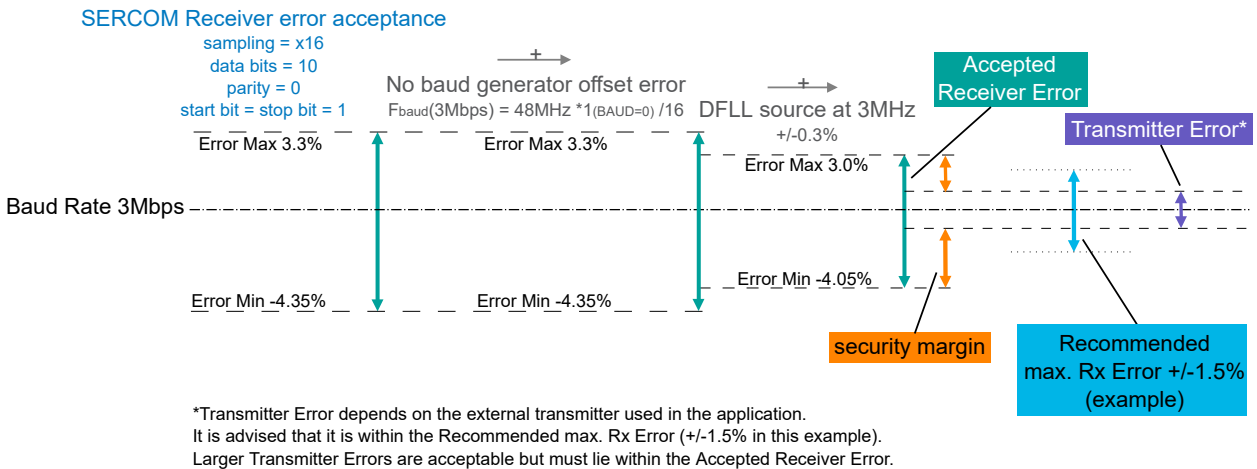 SERCOM Receiver error acceptance
sampling = x16
data bits = 10
parity = 0
start bit = stop bit = 1
+
No baud generator offset error
Fbaud(3Mbps) = 48MHz *1(BAUD=0) /16
+
DFLL source at 3MHz
+/-0.3%
Accepted
Receiver Error
Transmitter Error*
Error Max 3.3%
Error Max 3.3%
Error Max 3.0%
Baud Rate 3Mbps
Error Min -4.35%
Error Min -4.35%
Error Min -4.05%
security margin
Recommended
max. Rx Error +/-1.5%
(example)
*Transmitter Error depends on the external transmitter used in the application.
It is advised that it is within the Recommended max. Rx Error (+/-1.5% in this example).
Larger Transmitter Errors are acceptable but must lie within the Accepted Receiver Error.